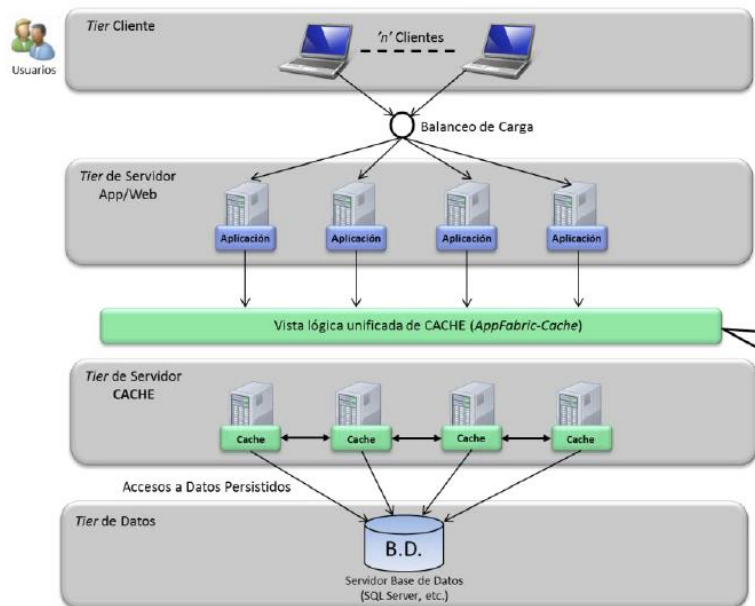 Tier Cliente
'n' Clientes
Usuarios
Balanceo de Carga
Tier de Servidor
App/Web
Aplicación
Aplicación
Aplicación
Aplicación
Vista lógica unificada de CACHE (AppFabric-Cache)
Tier de Servidor
CACHE
Cache
Cache
Cache
Cache
Accesos a Datos Persistidos
Tier de Datos
B.D.
Servidor Base de Datos
(SQL Server, etc.)